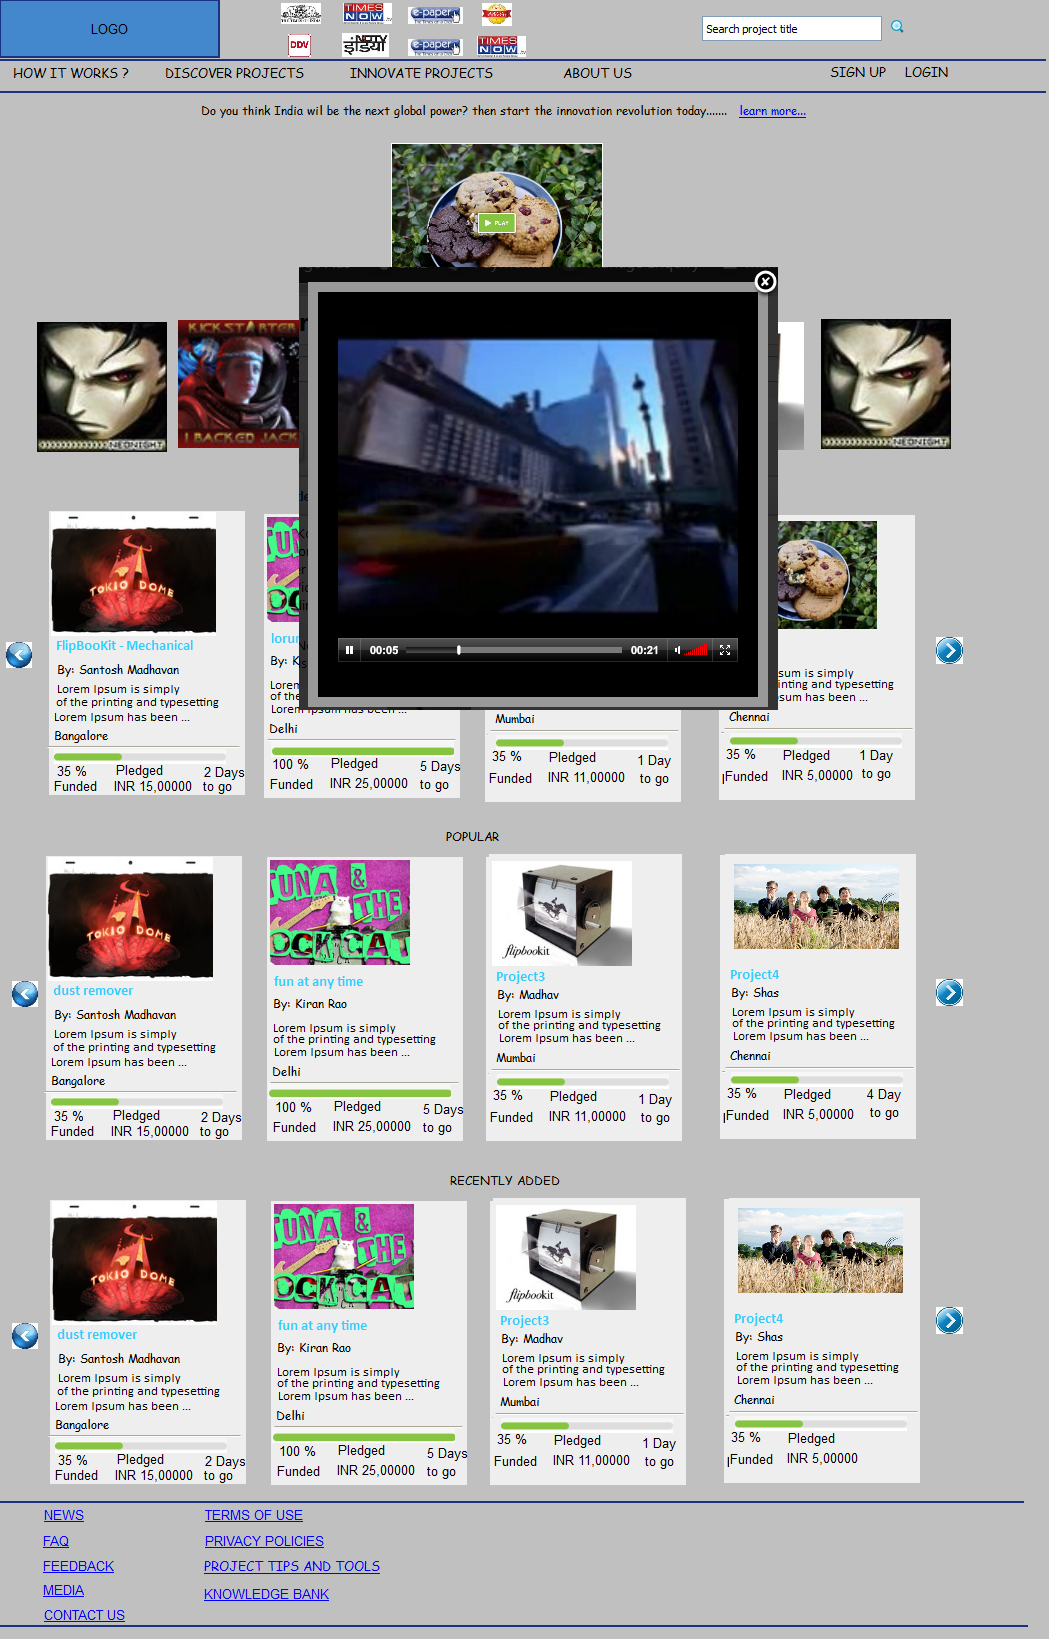 LOGO
TIMES
NOW
e-paper
DDV
NDTV
इंडिया
e-paper
TIMES
NOW
Search project title
HOW IT WORKS ?
DISCOVER PROJECTS
INNOVATE PROJECTS
ABOUT US
SIGN UP
LOGIN
Do you think India wil be the next global power? then start the innovation revolution today....... learn more...
PLAY
NEONIGHT
KICKSTARTER
I BACKED JACK
NEONIGHT
00:05
00:21
TOKIO DOME
FlipBooKit - Mechanical
By: Santosh Madhavan
Lorem Ipsum is simply
of the printing and typesetting
Lorem Ipsum has been ...
Bangalore
35 %
Funded
Pledged
INR 15,00000
2 Days
to go
lorum
By: K
Lorem
of the
Lorem Ipsum has been ...
Delhi
100 %
Funded
Pledged
INR 25,00000
5 Days
to go
Mumbai
35 %
Funded
Pledged
INR 11,00000
1 Day
to go
psum is simply
inting and typesetting
sum has been ...
Chennai
35 %
Funded
Pledged
INR 5,00000
1 Day
to go
POPULAR
TOKIO DOME
dust remover
By: Santosh Madhavan
Lorem Ipsum is simply
of the printing and typesetting
Lorem Ipsum has been ...
Bangalore
35 %
Funded
Pledged
INR 15,00000
2 Days
to go
TUNA &
THE
ROCK CAT
fun at any time
By: Kiran Rao
Lorem Ipsum is simply
of the printing and typesetting
Lorem Ipsum has been ...
Delhi
100 %
Funded
Pledged
INR 25,00000
5 Days
to go
flipbookit
Project3
By: Madhav
Lorem Ipsum is simply
of the printing and typesetting
Lorem Ipsum has been ...
Mumbai
35 %
Funded
Pledged
INR 11,00000
1 Day
to go
Project4
By: Shas
Lorem Ipsum is simply
of the printing and typesetting
Lorem Ipsum has been ...
Chennai
35 %
Funded
Pledged
INR 5,00000
4 Day
to go
RECENTLY ADDED
TOKIO DOME
dust remover
By: Santosh Madhavan
Lorem Ipsum is simply
of the printing and typesetting
Lorem Ipsum has been ...
Bangalore
35 %
Funded
Pledged
INR 15,00000
2 Days
to go
TUNA &
THE
ROCK CAT
fun at any time
By: Kiran Rao
Lorem Ipsum is simply
of the printing and typesetting
Lorem Ipsum has been ...
Delhi
100 %
Funded
Pledged
INR 25,00000
5 Days
to go
flipbookit
Project3
By: Madhav
Lorem Ipsum is simply
of the printing and typesetting
Lorem Ipsum has been ...
Mumbai
35 %
Funded
Pledged
INR 11,00000
1 Day
to go
Project4
By: Shas
Lorem Ipsum is simply
of the printing and typesetting
Lorem Ipsum has been ...
Chennai
35 %
Funded
Pledged
INR 5,00000
NEWS
FAQ
FEEDBACK
MEDIA
CONTACT US
TERMS OF USE
PRIVACY POLICIES
PROJECT TIPS AND TOOLS
KNOWLEDGE BANK